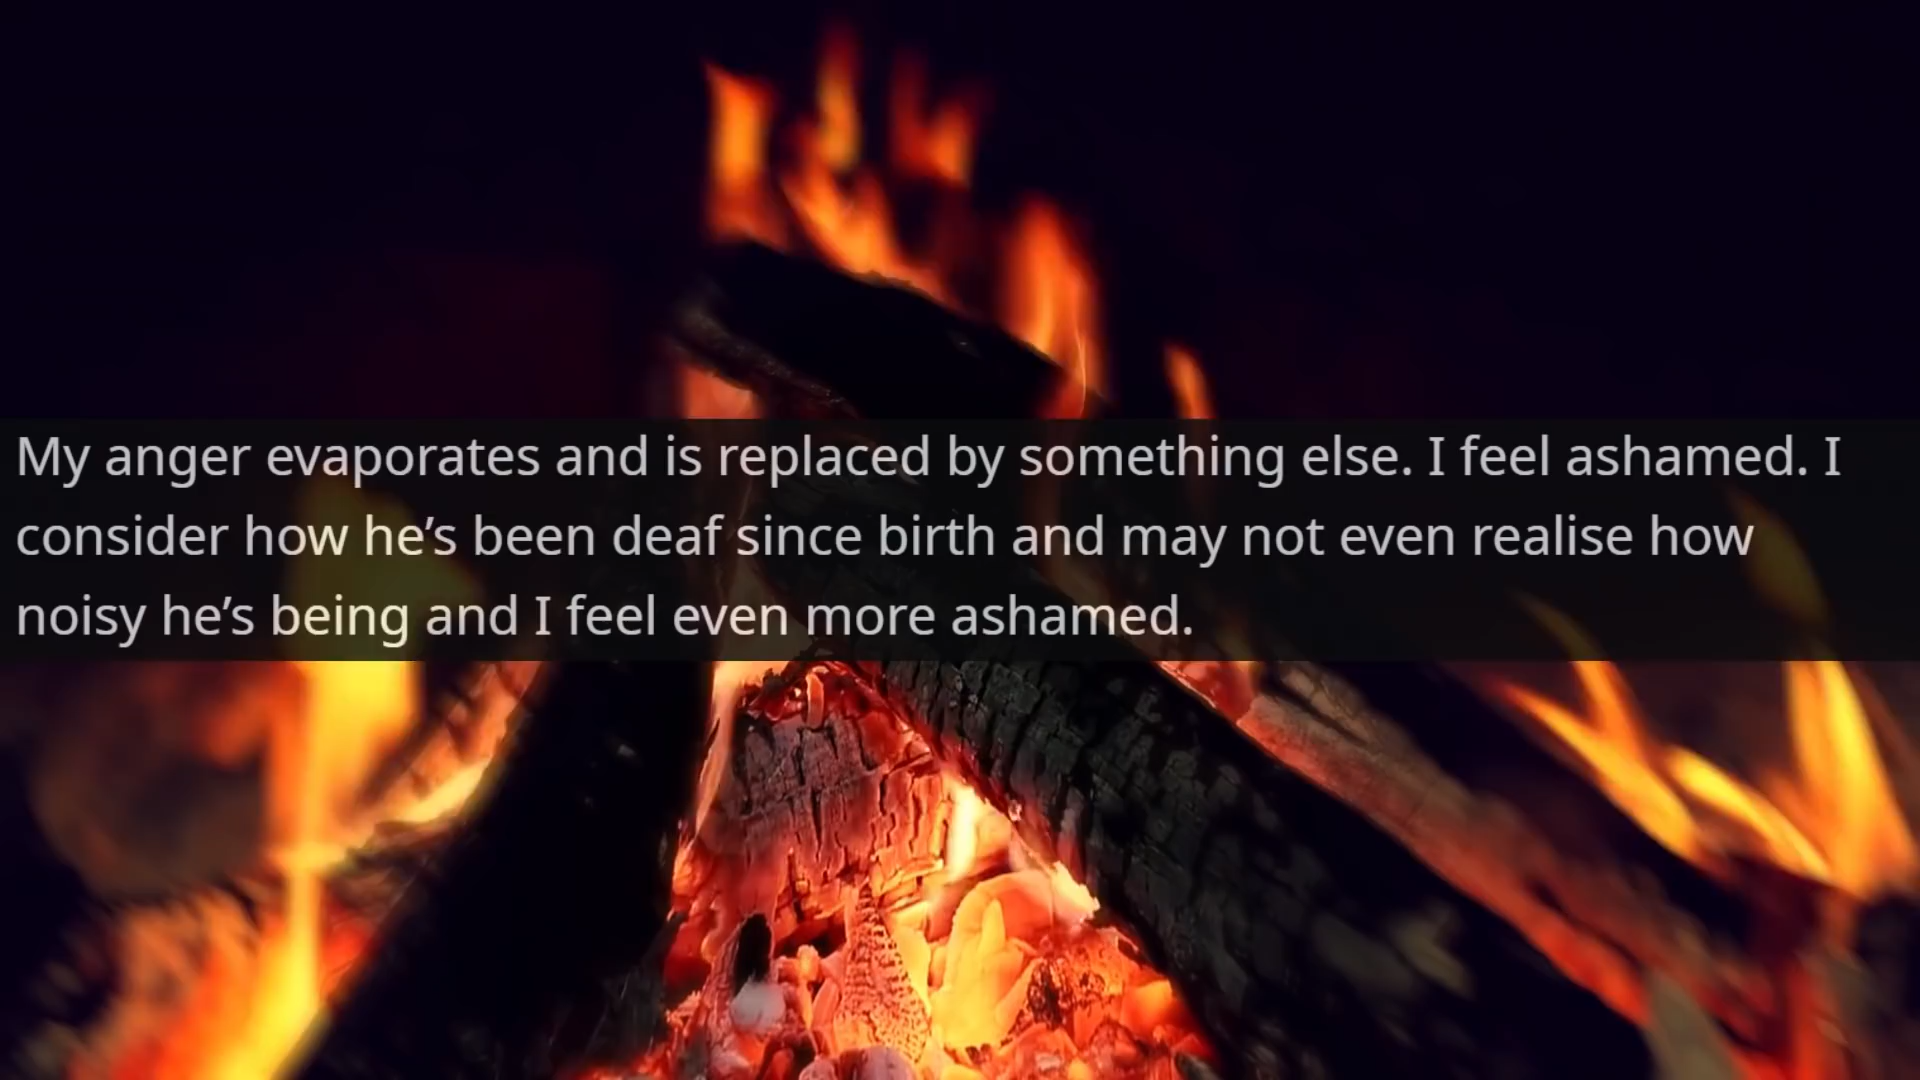 My anger evaporates and is replaced by something else. I feel ashamed. I
consider how he’s been deaf since birth and may not even realise how
noisy he’s being and I feel even more ashamed.